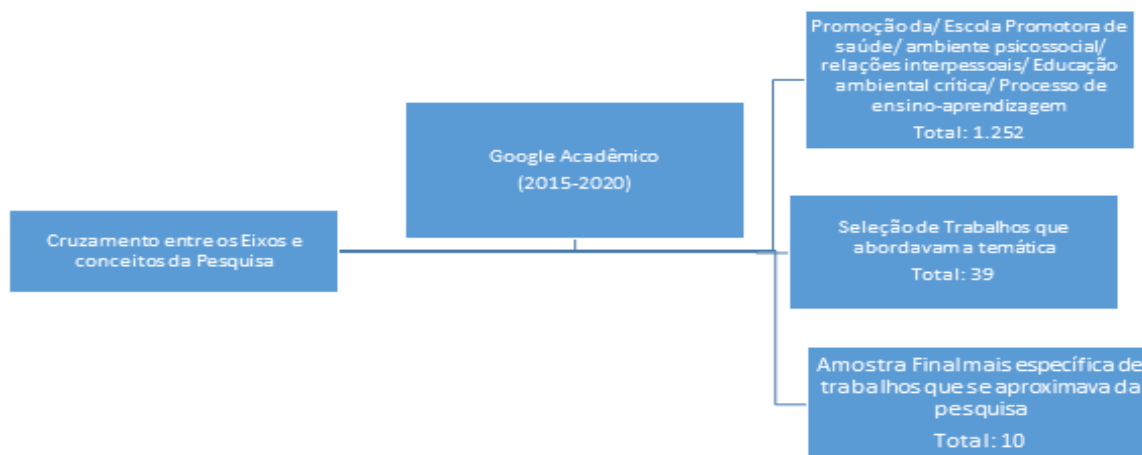 Cruzamento entre os Eixos e
conceitos da Pesquisa
Google Acadêmico
(2015-2020)
Promoção da/ Escola Promotora de
saúde/ ambiente psicossocial/
relações interpessoais/ Educação
ambiental crítica/ Processo de
ensino-aprendizagem
Total: 1.252
Seleção de Trabalhos que
abordavam a temática
Total: 39
Amostra Final mais específica de
trabalhos que se aproximava da
pesquisa
Total: 10